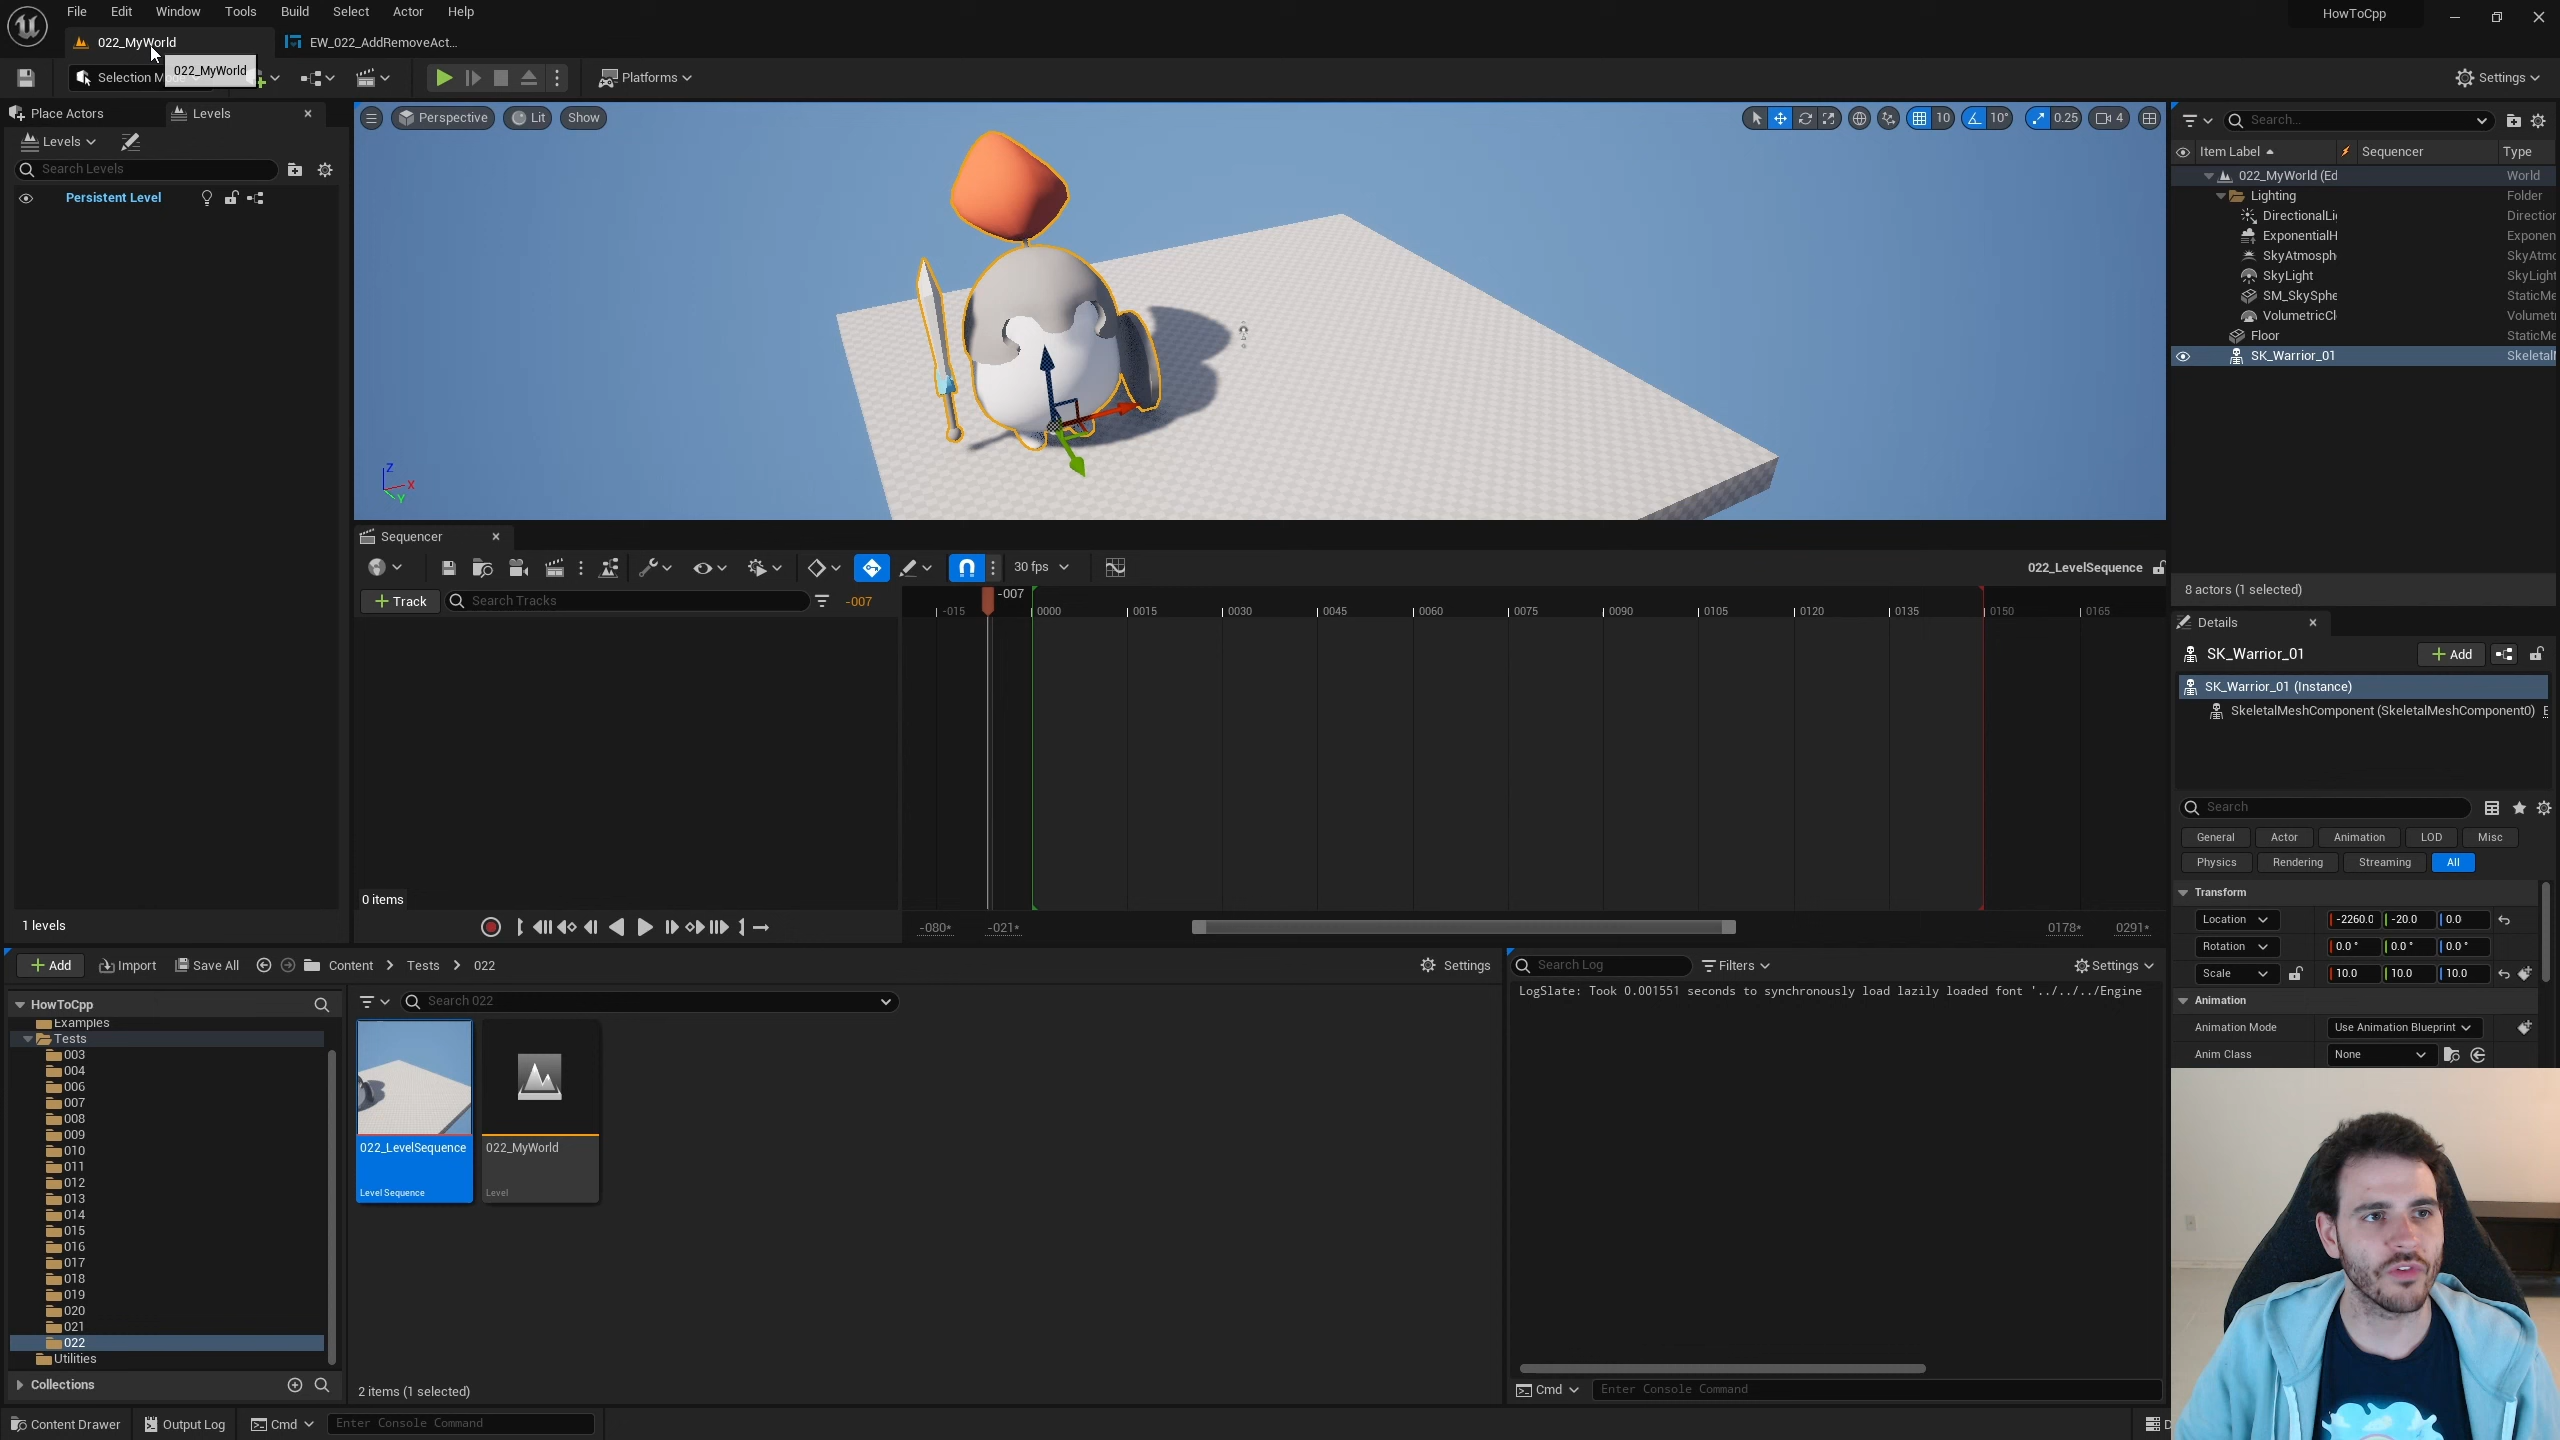 File Edit Window Tools Build Select Actor Help
HowToCpp
022_MyWorld
EW_022_AddRemoveAct...
Selection M
022_MyWorld
Platforms
Settings
Place Actors
Levels
Levels
Search Levels
Persistent Level
1 levels
Perspective
Lit
Show
10
10°
0.25
4
Z
X
Y
Search...
Item Label
Sequencer
Type
022_MyWorld (Ed
World
Lighting
Folder
DirectionalLi
Direction
ExponentialH
Exponen
SkyAtmosph
SkyAtmo
SkyLight
SkyLight
SM_SkySphe
StaticMe
VolumetricCl
Volumetr
Floor
StaticMe
SK_Warrior_01
Skeletal
8 actors (1 selected)
Sequencer
30 fps
022_LevelSequence
Track
Search Tracks
-007
-007
-015 0000 0015 0030 0045 0060 0075 0090 0105 0120 0135 0150 0165
0 items
-080* -021* 0178* 0291*
Details
SK_Warrior_01
Add
SK_Warrior_01 (Instance)
SkeletalMeshComponent (SkeletalMeshComponent0)
Search
General Actor Animation LOD Misc
Physics Rendering Streaming All
Transform
Location -2260.0 -20.0 0.0
Rotation 0.0 ° 0.0 ° 0.0 °
Scale 10.0 10.0 10.0
Animation
Animation Mode Use Animation Blueprint
Anim Class None
Add
Import
Save All
Content > Tests > 022
Settings
HowToCpp
Examples
Tests
003
004
006
007
008
009
010
011
012
013
014
015
016
017
018
019
020
021
022
Utilities
Collections
Search 022
022_LevelSequence
Level Sequence
022_MyWorld
Level
2 items (1 selected)
Search Log
Filters
Settings
LogSlate: Took 0.001551 seconds to synchronously load lazily loaded font '../../../Engine
Cmd
Enter Console Command
Content Drawer
Output Log
Cmd
Enter Console Command